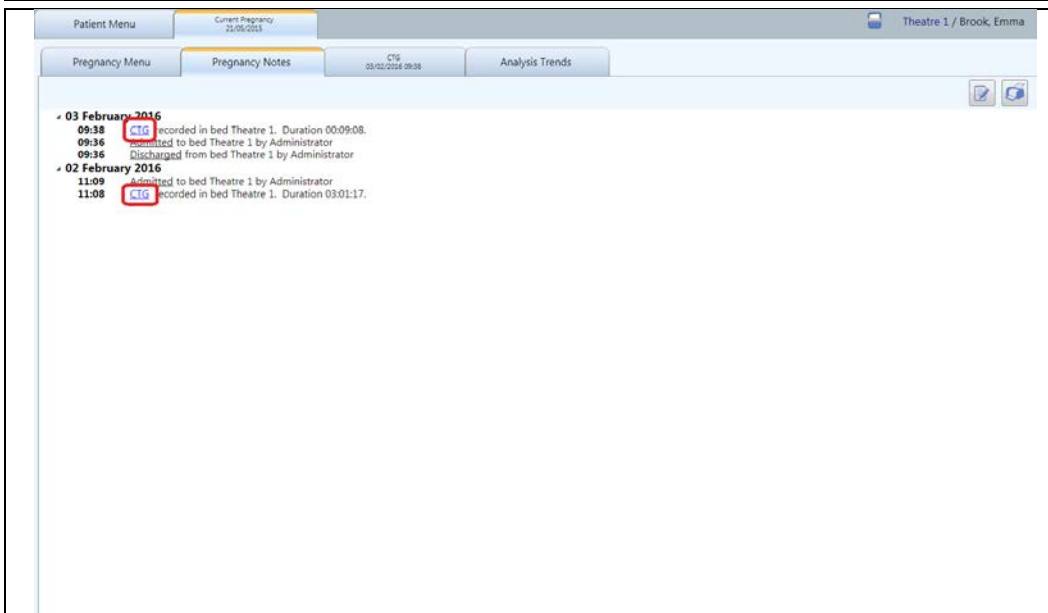 Patient Menu
Current Pregnancy
21/05/2015
Theatre 1 / Brook, Emma
Pregnancy Menu
Pregnancy Notes
CTG
03/02/2016 09:38
Analysis Trends
03 February 2016
09:38 CTG recorded in bed Theatre 1. Duration 00:09:08.
09:36 Admitted to bed Theatre 1 by Administrator
09:36 Discharged from bed Theatre 1 by Administrator
02 February 2016
11:09 Admitted to bed Theatre 1 by Administrator
11:08 CTG recorded in bed Theatre 1. Duration 03:01:17.